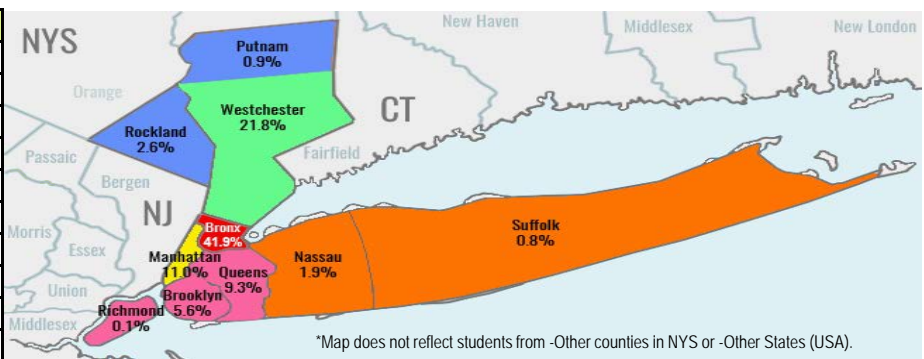 New Haven
Middlesex
New London
NYS
Putnam
0.9%
Orange
Westchester
21.8%
CT
Rockland
2.6%
Fairfield
Passaic
Bergen
NJ
Bronx
41.9%
Suffolk
0.8%
Morris
Essex
Manhattan
11.0%
Queens
9.3%
Nassau
1.9%
Union
Brooklyn
5.6%
Richmond
0.1%
Middlesex
*Map does not reflect students from -Other counties in NYS or -Other States (USA).